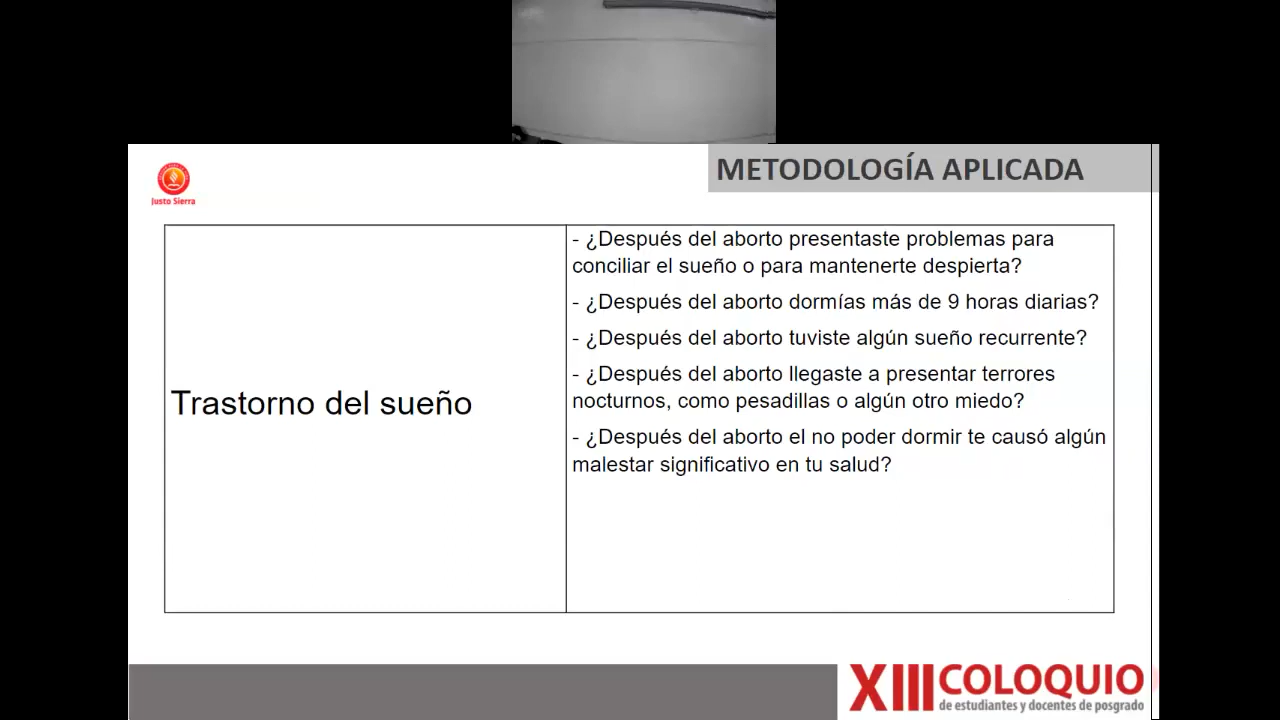 METODOLOGÍA APLICADA
Justo Sierra
- ¿Después del aborto presentaste problemas para
conciliar el sueño o para mantenerte despierta?
- ¿Después del aborto dormías más de 9 horas diarias?
- ¿Después del aborto tuviste algún sueño recurrente?
- ¿Después del aborto llegaste a presentar terrores
nocturnos, como pesadillas o algún otro miedo?
- ¿Después del aborto el no poder dormir te causó algún
malestar significativo en tu salud?
Trastorno del sueño
XIII COLOQUIO
de estudiantes y docentes de posgrado